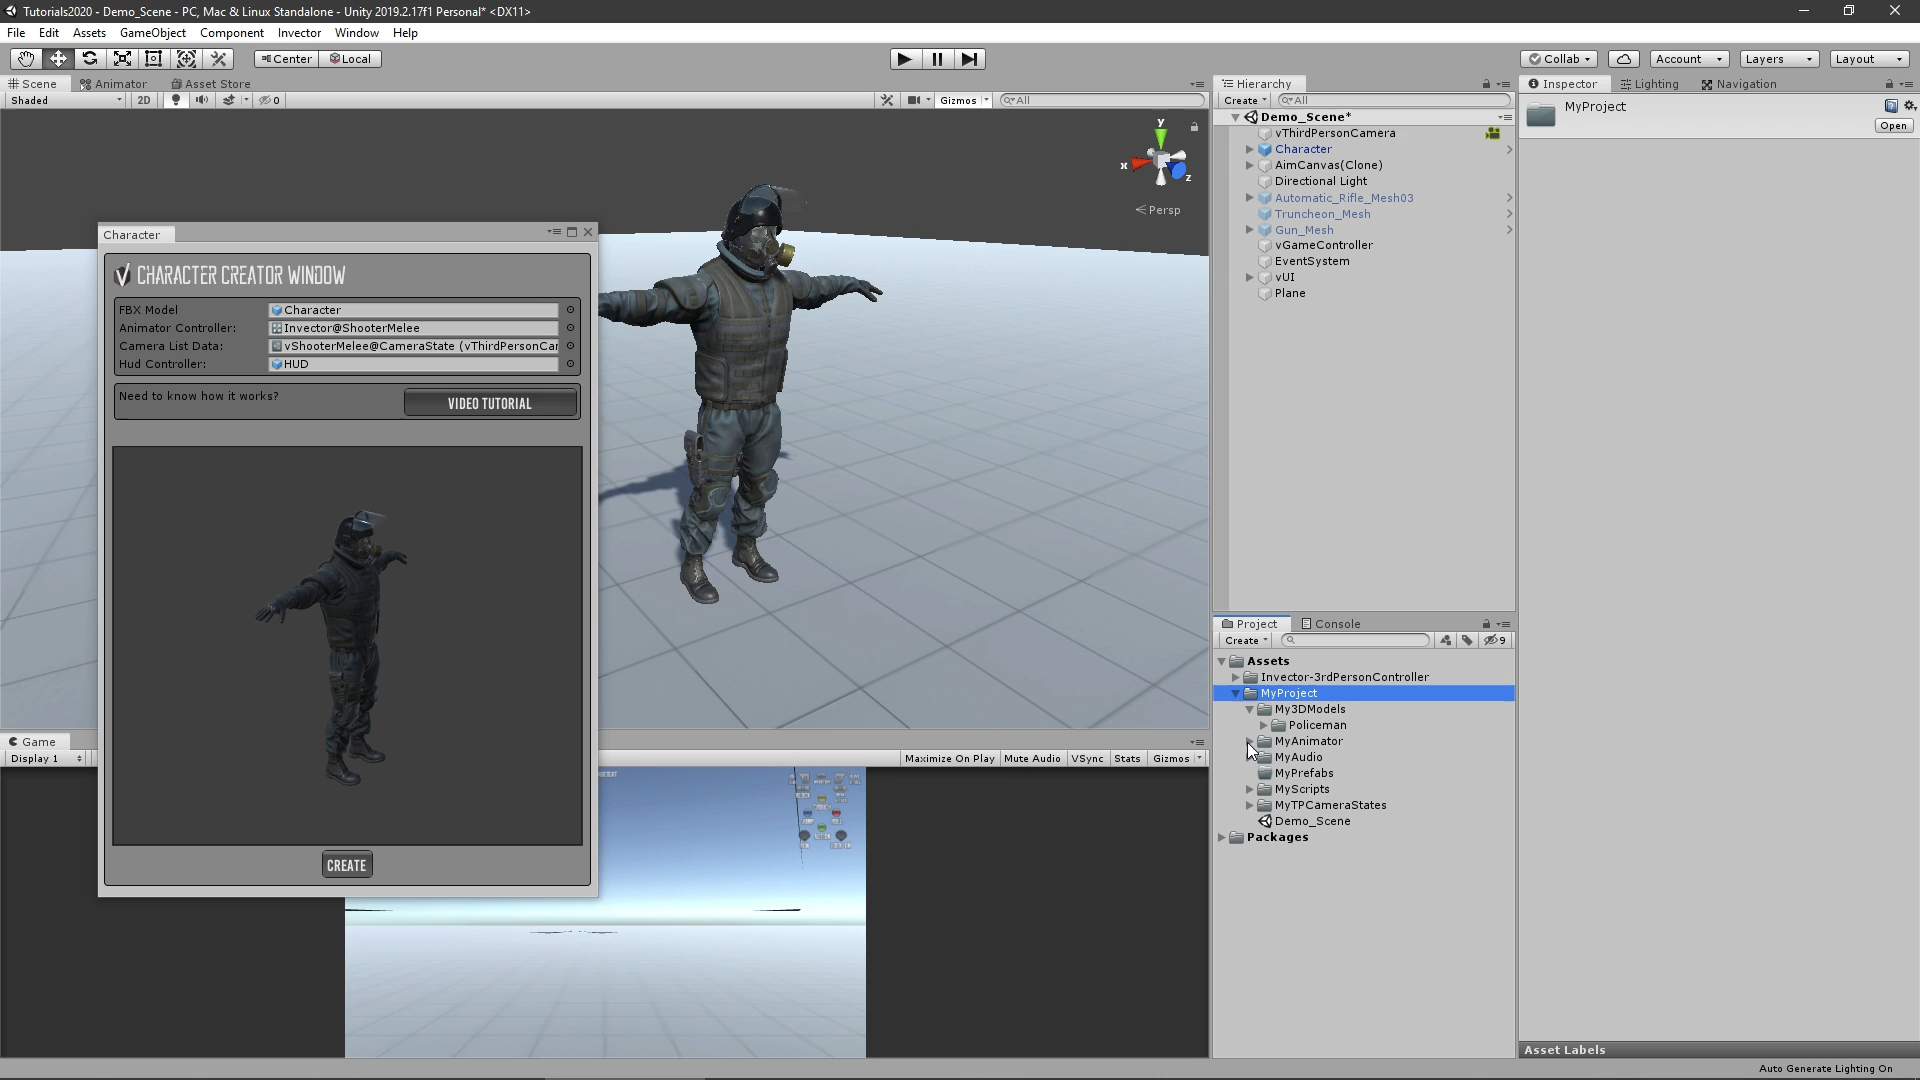 Tutorials2020 - Demo_Scene - PC, Mac & Linux Standalone - Unity 2019.2.17f1 Personal* <DX11>
File Edit Assets GameObject Component Invector Window Help
Center Local
Collab Account Layers Layout
Scene Animator Asset Store
Shaded 2D 0 Gizmos All
y
x
z
Persp
Character
CHARACTER CREATOR WINDOW
FBX Model Character
Animator Controller: Invector@ShooterMelee
Camera List Data: vShooterMelee@CameraState (vThirdPersonCar
Hud Controller: HUD
Need to know how it works? VIDEO TUTORIAL
CREATE
Game
Display 1 Maximize On Play Mute Audio VSync Stats Gizmos
Hierarchy
Create All
Demo_Scene*
vThirdPersonCamera
Character
AimCanvas(Clone)
Directional Light
Automatic_Rifle_Mesh03
Truncheon_Mesh
Gun_Mesh
vGameController
EventSystem
vUI
Plane
Project Console
Create 9
Assets
Invector-3rdPersonController
MyProject
My3DModels
Policeman
MyAnimator
MyAudio
MyPrefabs
MyScripts
MyTPCameraStates
Demo_Scene
Packages
Inspector Lighting Navigation
MyProject
Open
Asset Labels
Auto Generate Lighting On